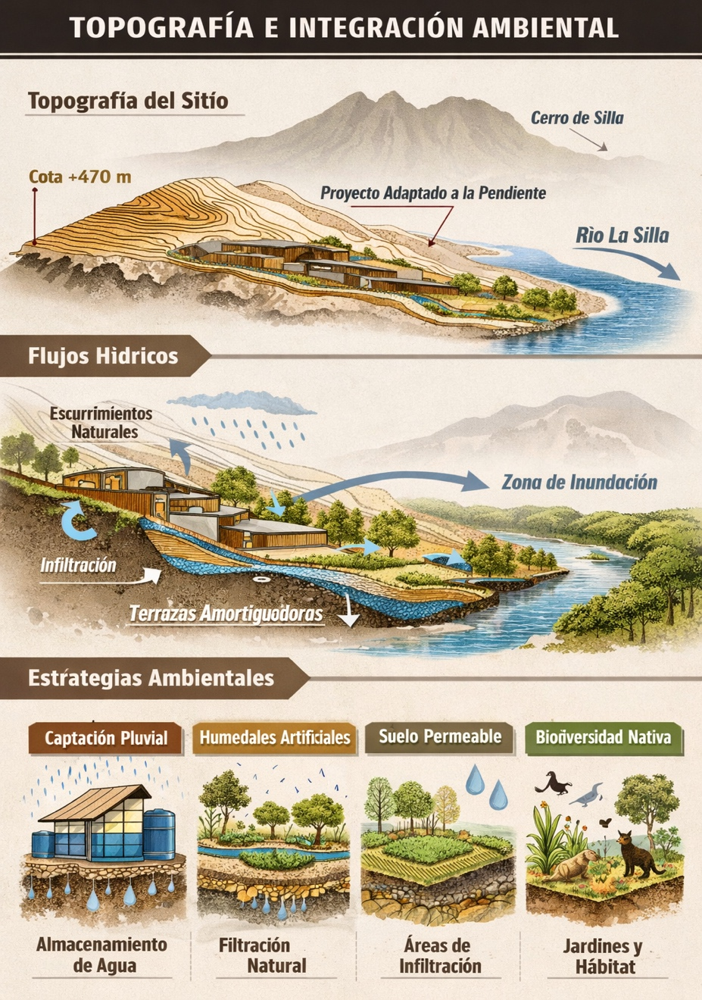 TOPOGRAFÍA E INTEGRACIÓN AMBIENTAL
Topografía del Sitío
Cerro de Silla
Cota +470 m
Proyecto Adaptado a la Pendiente
Rìo La Silla
Flujos Hìdricos
Escurrimientos
Naturales
Zona de Inundación
Infiltración
Terrazas Amortiguodoras
Estrategias Ambientales
Captación Pluvial
Humedales Artificiales
Suelo Permeable
Bioñversidad Nativa
Almacenamiento
de Agua
Filtración
Natural
Áreas de
Infiltración
Jardines y
Hábitat